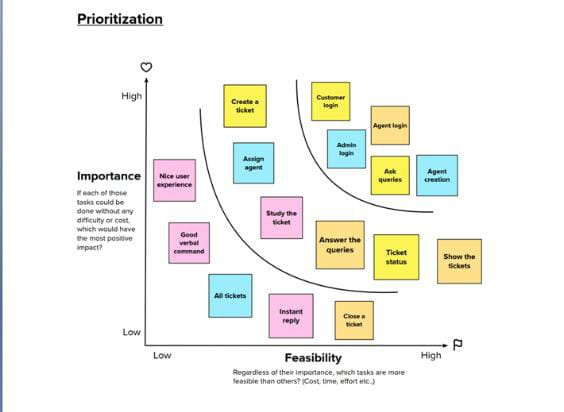 Prioritization
High
Importance
If each of those
tasks could be
done without any
difficulty or cost,
which would have
the most positive
impact?
Low
Create a
ticket
Customer
login
Agent login
Admin
login
Assign
agent
Ask
queries
Agent
creation
Nice user
experience
Study the
ticket
Good
verbal
command
Answer the
queries
Ticket
status
Show the
tickets
All tickets
Instant
reply
Close a
ticket
Low
Feasibility
High
Regardless of their importance, which tasks are more
feasible than others? (Cost, time, effort etc..)